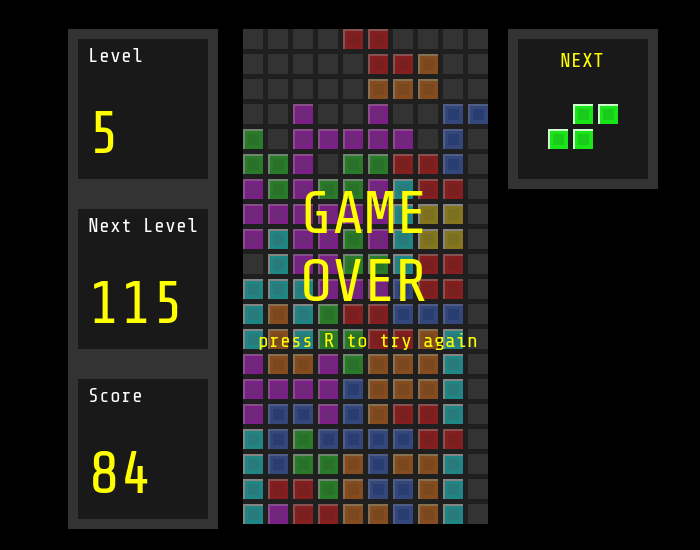 Level
5
Next Level
115
Score
84
GAME
OVER
press R to try again
NEXT